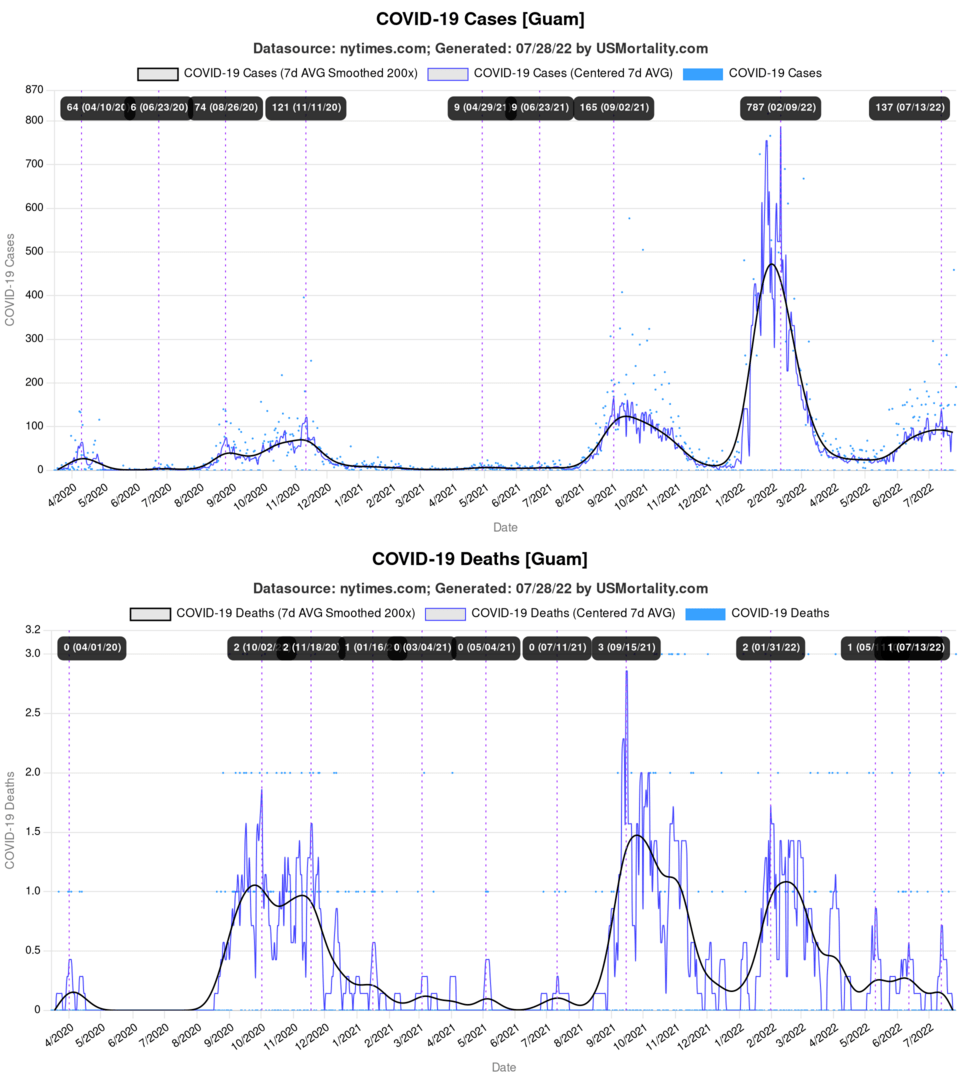 COVID-19 Cases [Guam]
Datasource: nytimes.com; Generated: 07/28/22 by USMortality.com
COVID-19 Cases (7d AVG Smoothed 200x) COVID-19 Cases (Centered 7d AVG) COVID-19 Cases
870
64 (04/10/20 6 (06/23/20) 74 (08/26/20) 121 (11/11/20) 9 (04/29/21 9 (06/23/21) 165 (09/02/21) 787 (02/09/22) 137 (07/13/22)
800
700
600
500
400
300
200
100
0
COVID-19 Cases
4/2020 5/2020 6/2020 7/2020 8/2020 9/2020 10/2020 11/2020 12/2020 1/2021 2/2021 3/2021 4/2021 5/2021 6/2021 7/2021 8/2021 9/2021 10/2021 11/2021 12/2021 1/2022 2/2022 3/2022 4/2022 5/2022 6/2022 7/2022
Date
COVID-19 Deaths [Guam]
Datasource: nytimes.com; Generated: 07/28/22 by USMortality.com
COVID-19 Deaths (7d AVG Smoothed 200x) COVID-19 Deaths (Centered 7d AVG) COVID-19 Deaths
3.2
0 (04/01/20) 2 (10/02/ 2 (11/18/20) 1 (01/16/ 0 (03/04/21) 0 (05/04/21) 0 (07/11/21) 3 (09/15/21) 2 (01/31/22) 1 (05/ 1 (07/13/22)
3.0
2.5
2.0
1.5
1.0
0.5
0
COVID-19 Deaths
4/2020 5/2020 6/2020 7/2020 8/2020 9/2020 10/2020 11/2020 12/2020 1/2021 2/2021 3/2021 4/2021 5/2021 6/2021 7/2021 8/2021 9/2021 10/2021 11/2021 12/2021 1/2022 2/2022 3/2022 4/2022 5/2022 6/2022 7/2022
Date